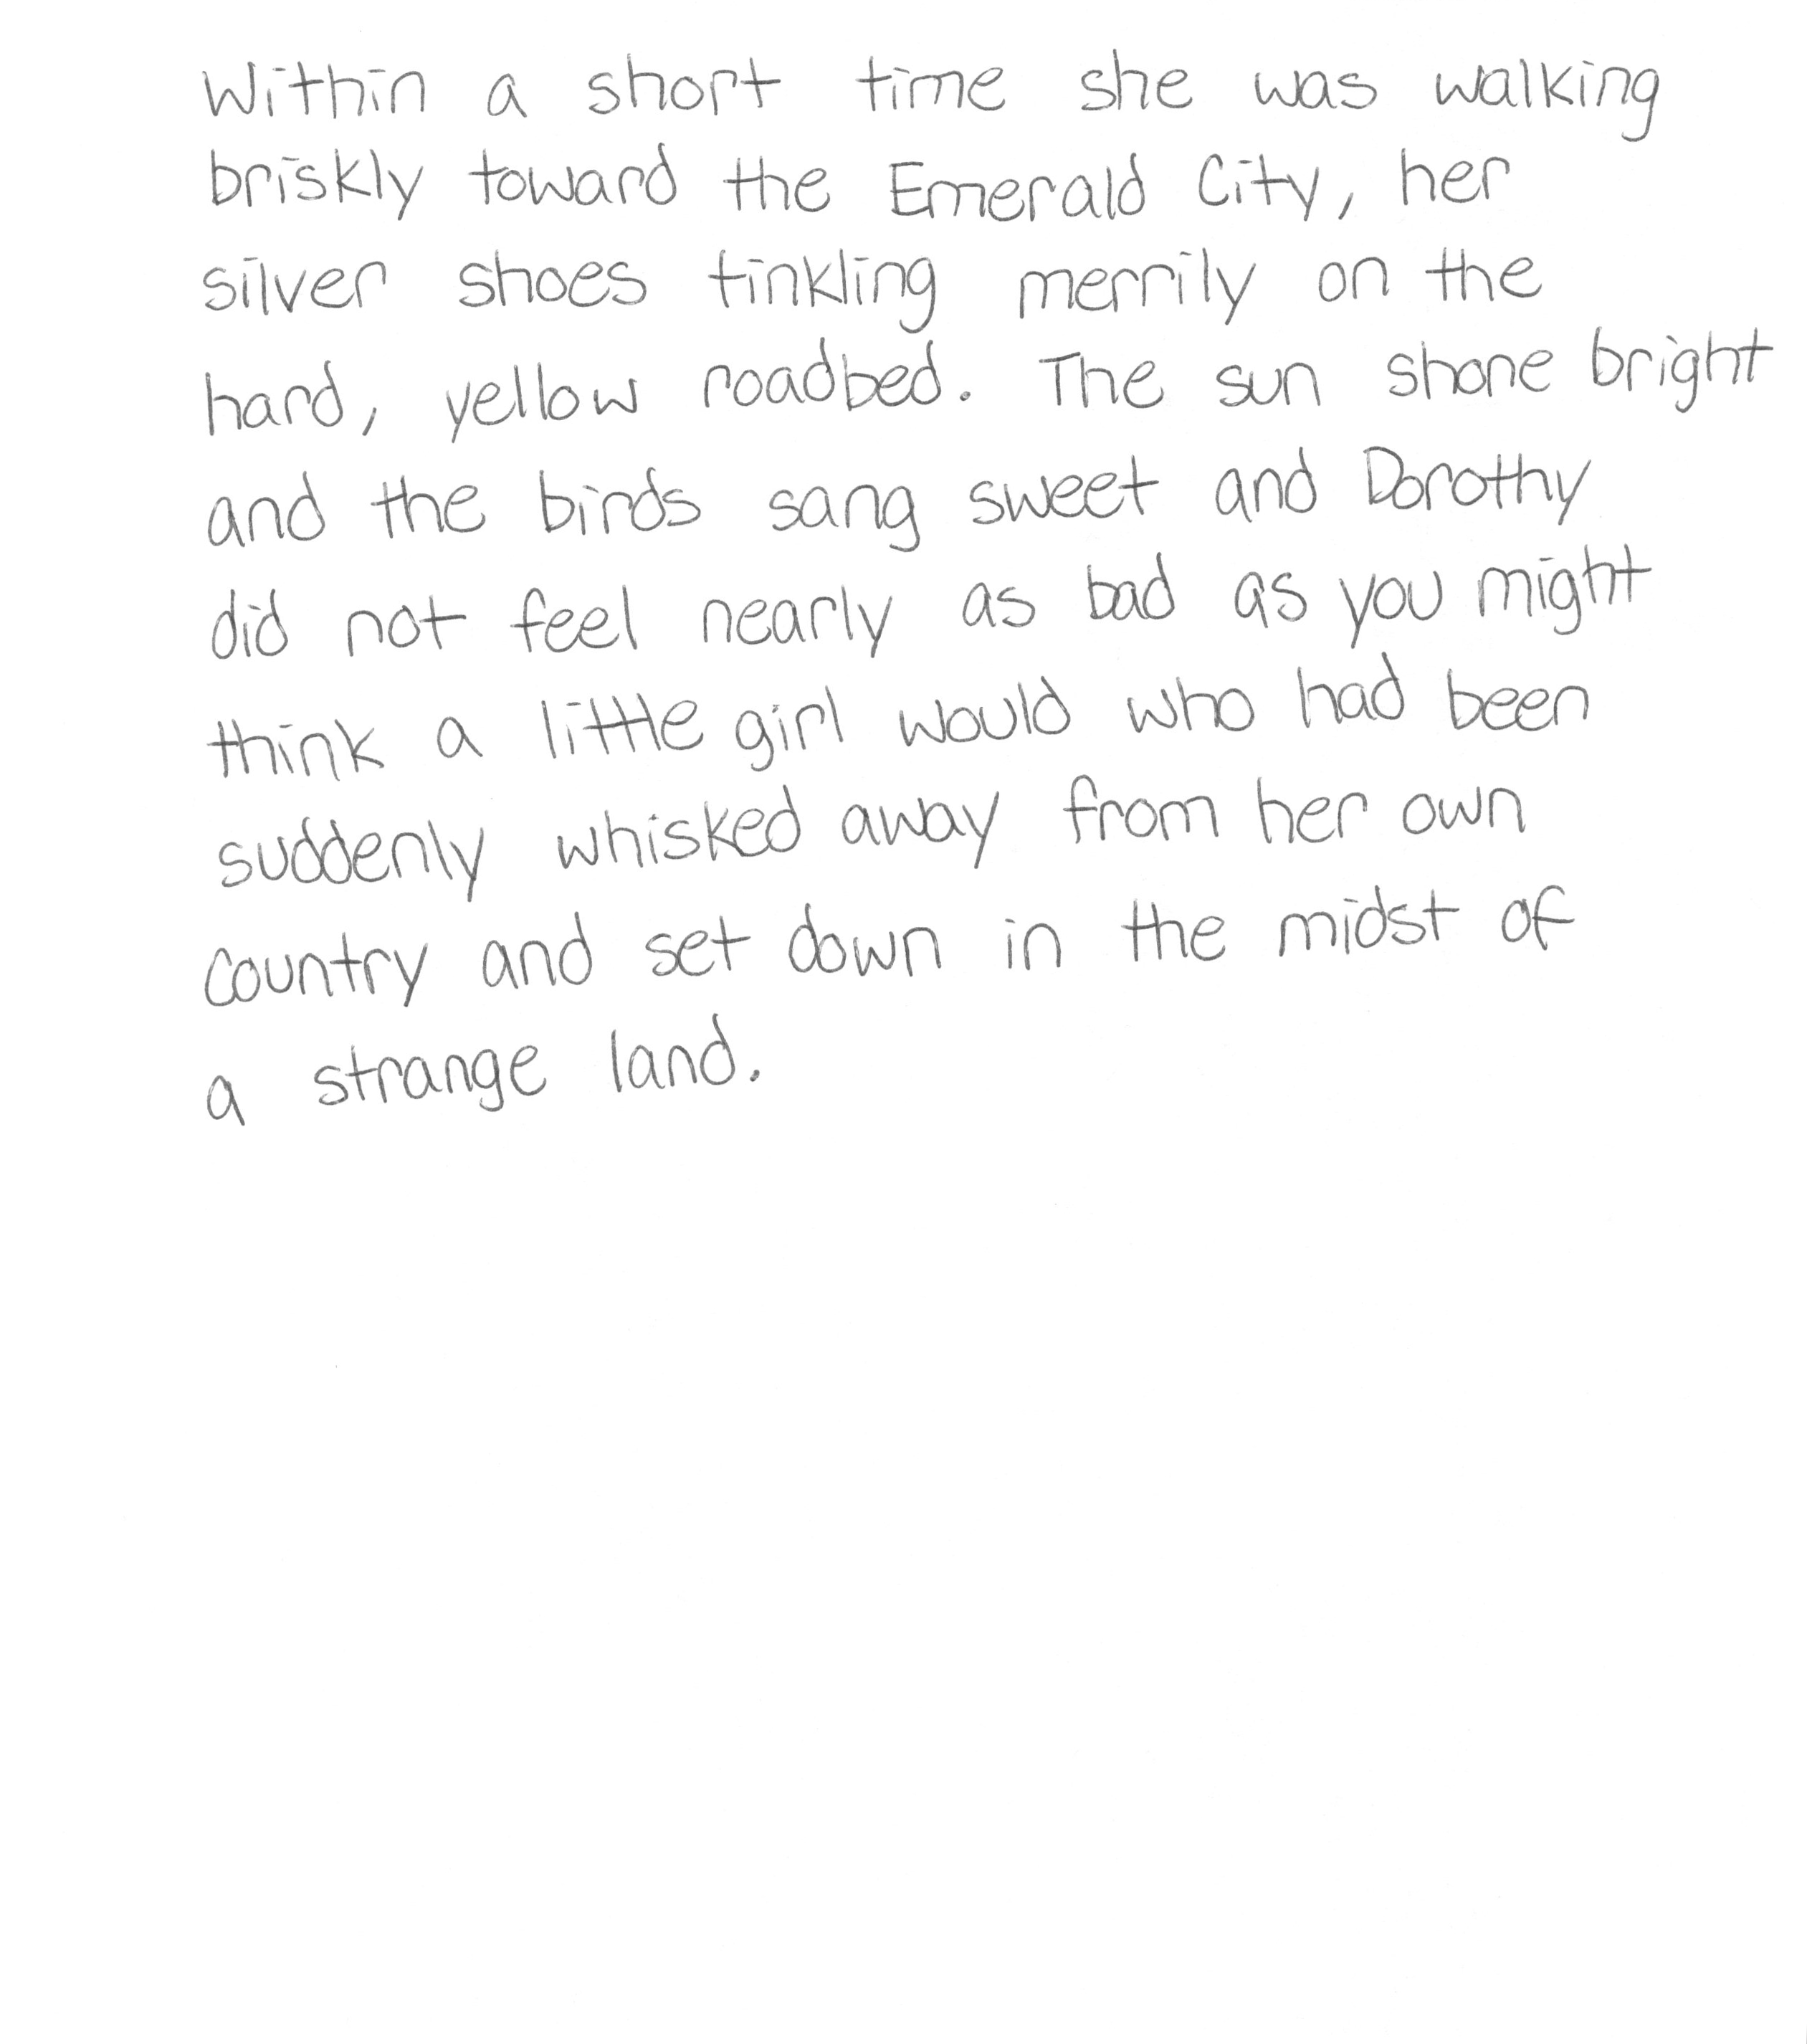 Within a short time she was walking
briskly toward the Emerald City, her
silver shoes tinkling merrily on the
hard, yellow roadbed. The sun shone bright
and the birds sang sweet and Dorothy
did not feel nearly as bad as you might
think a little girl would who had been
suddenly whisked away from her own
country and set down in the midst of
a strange land.